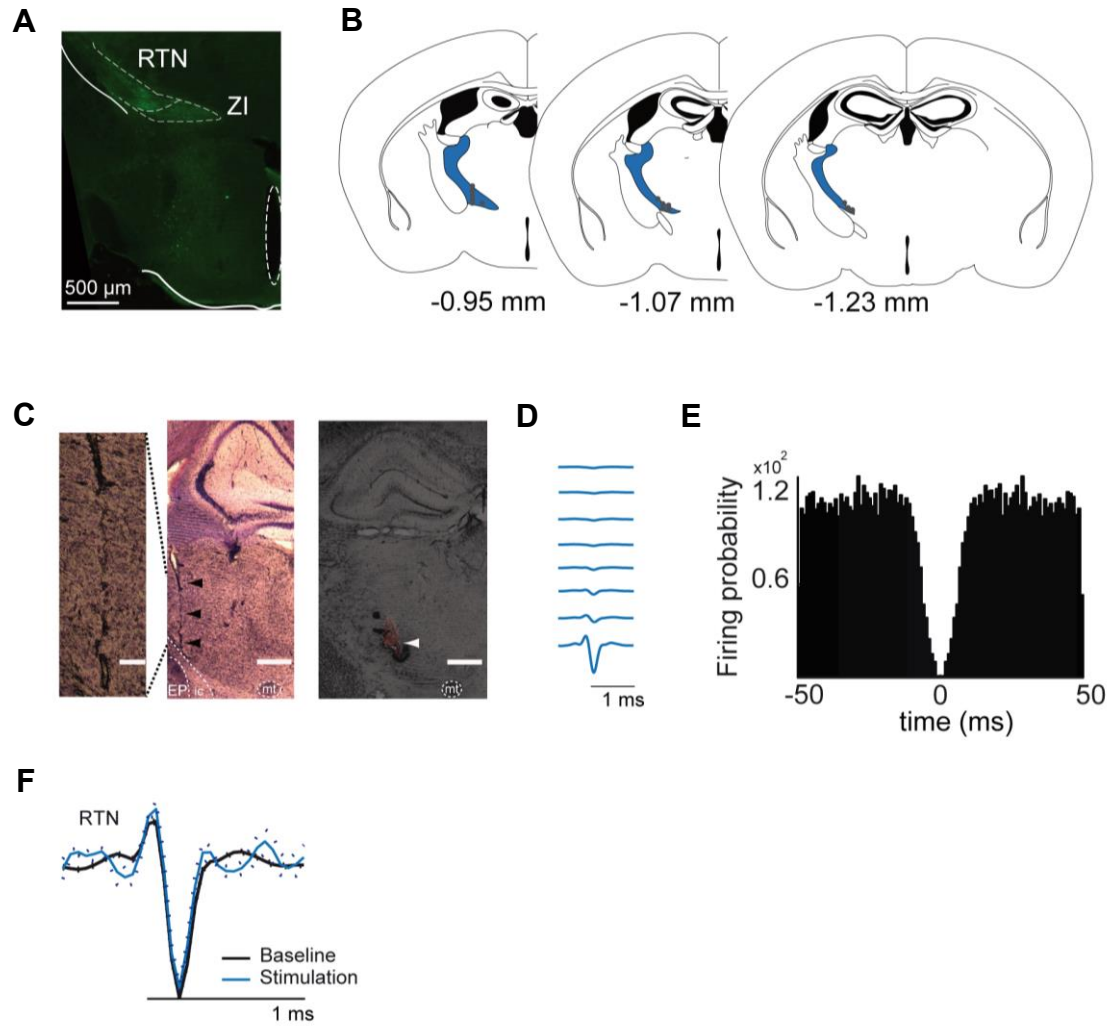 A
RTN
ZI
500 µm
B
-0.95 mm
-1.07 mm
-1.23 mm
C
EP
ic
mt
mt
D
1 ms
E
x10²
1.2
0.6
Firing probability
-50
0
50
time (ms)
F
RTN
Baseline
Stimulation
1 ms